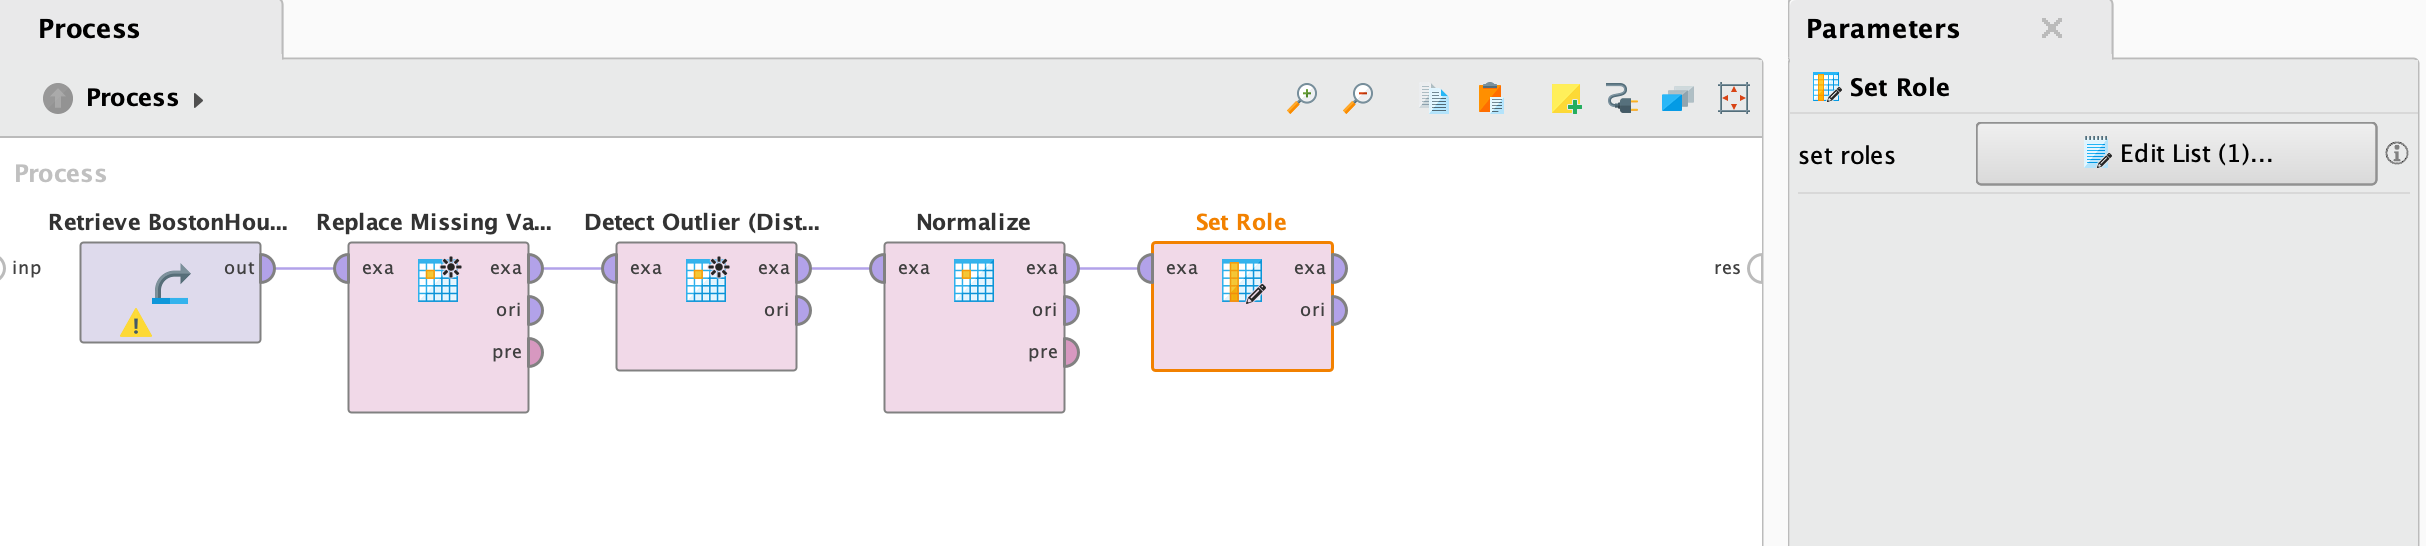 Process
Process
Process
Retrieve BostonHou...
inp
out
Replace Missing Va...
exa
exa
ori
pre
Detect Outlier (Dist...
exa
exa
ori
Normalize
exa
exa
ori
pre
Set Role
exa
exa
ori
res
Parameters
Set Role
set roles
Edit List (1)...